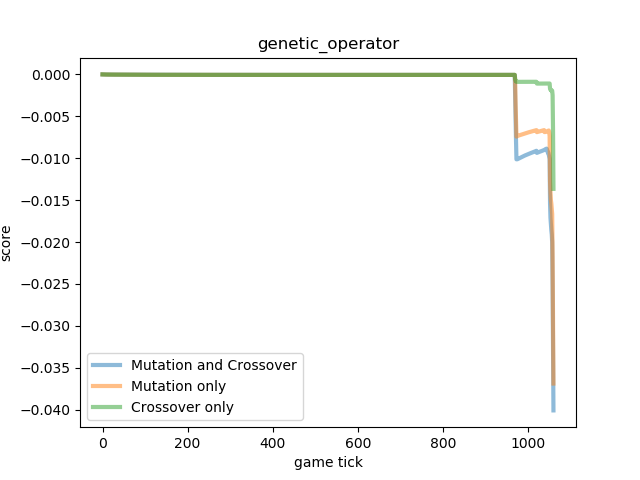 genetic_operator
0.000
−0.005
−0.010
−0.015
−0.020
−0.025
−0.030
−0.035
−0.040
score
Mutation and Crossover
Mutation only
Crossover only
0 200 400 600 800 1000
game tick